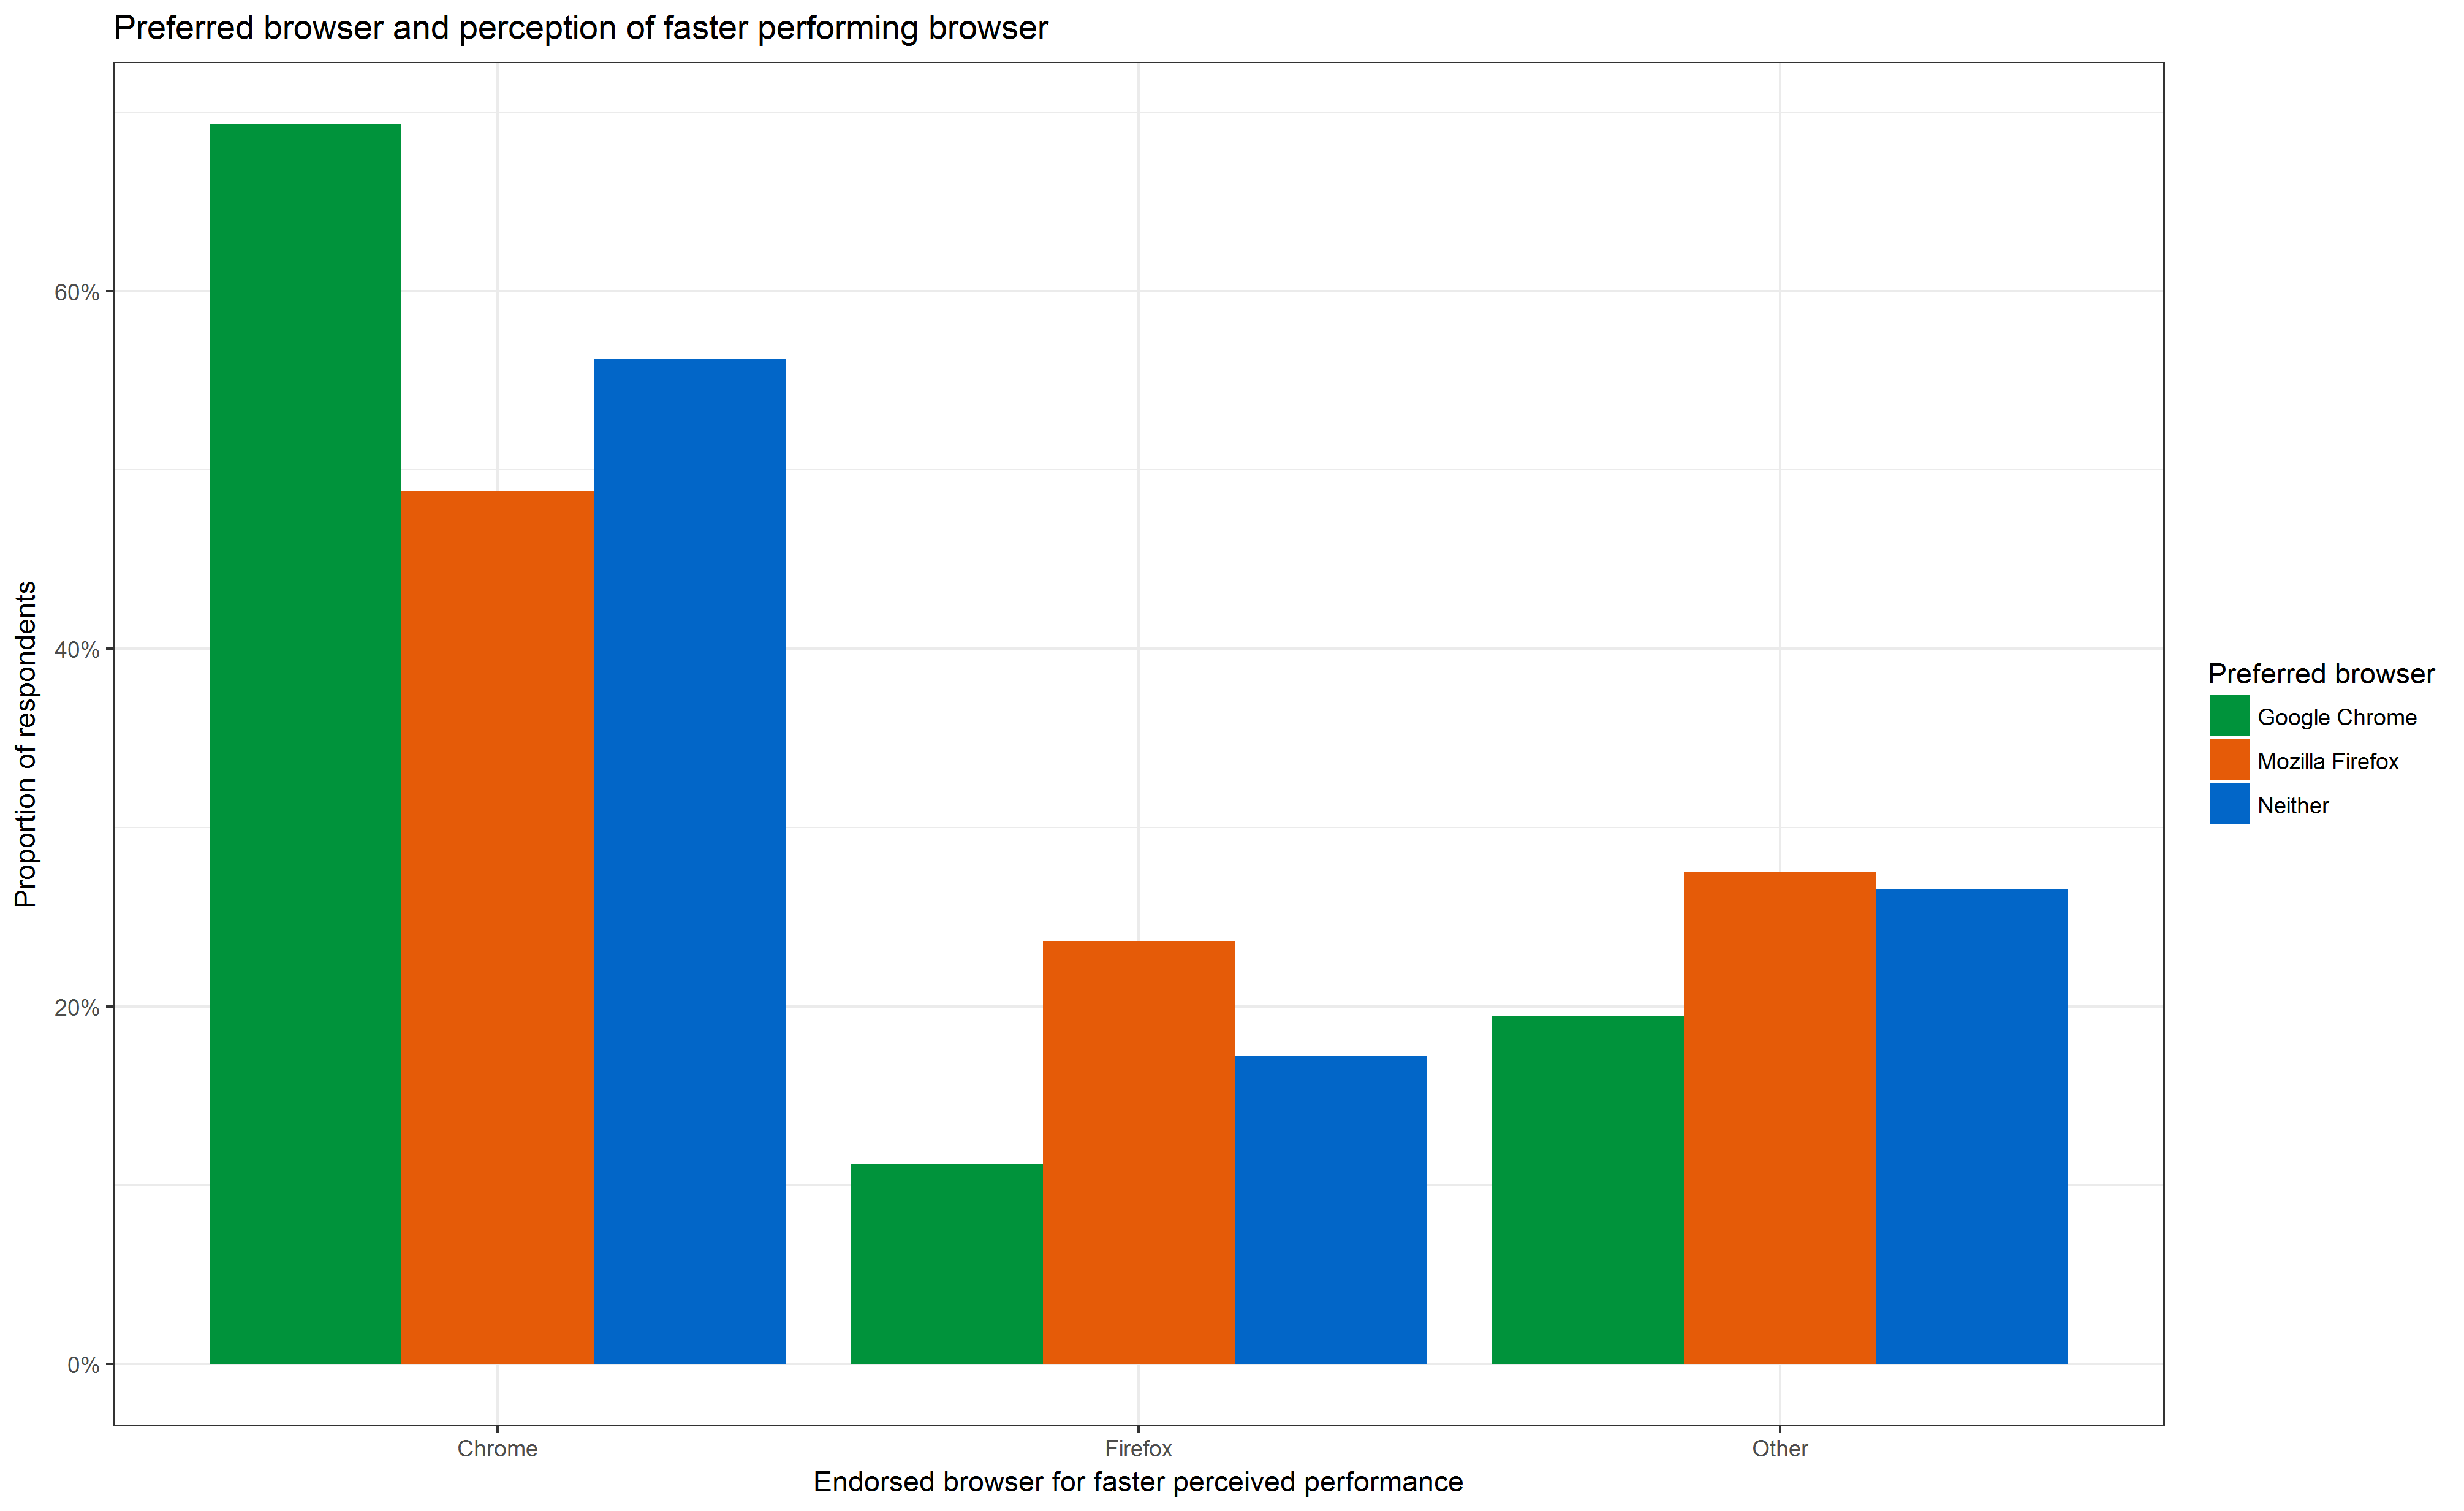 Preferred browser and perception of faster performing browser
Proportion of respondents
60%
40%
20%
0%
Chrome
Firefox
Other
Endorsed browser for faster perceived performance
Preferred browser
Google Chrome
Mozilla Firefox
Neither